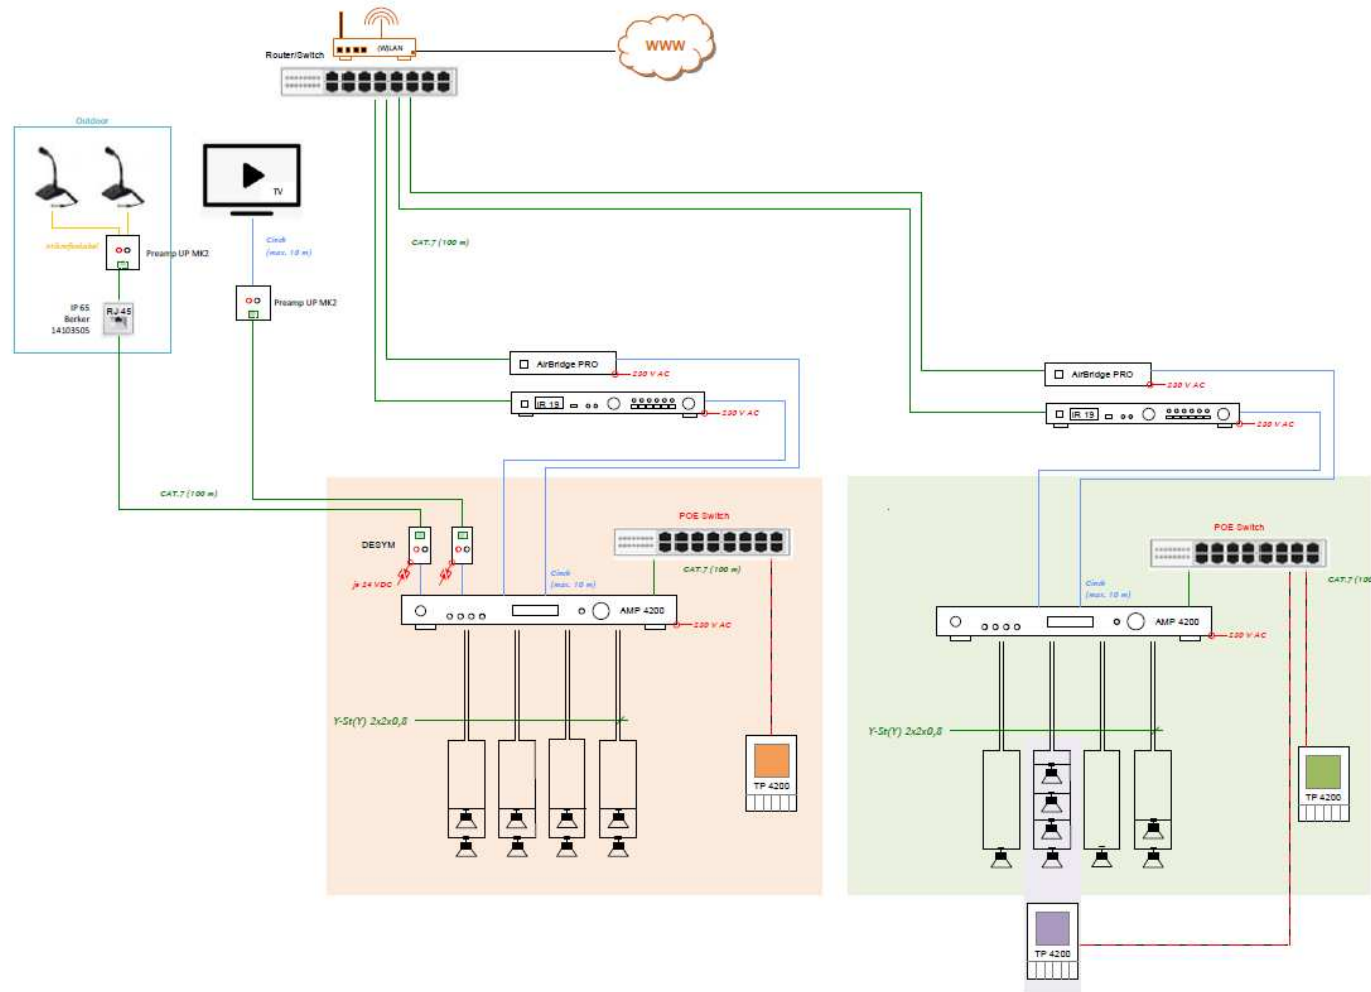 (W)LAN
WWW
Router/Switch
Outdoor
TV
Mikrofonkabel
Preamp UP MK2
Cinch
(max. 10 m)
CAT.7 (100 m)
IP 65
Berker
14103505
RJ-45
Preamp UP MK2
AirBridge PRO
230 V AC
IR 19
230 V AC
AirBridge PRO
230 V AC
IR 19
230 V AC
CAT.7 (100 m)
DESYM
je 24 VDC
POE Switch
CAT.7 (100 m)
Cinch
(max. 10 m)
AMP 4200
230 V AC
Y-St(Y) 2x2x0,8
TP 4200
POE Switch
CAT.7 (100
Cinch
(max. 10 m)
AMP 4200
230 V AC
Y-St(Y) 2x2x0,8
TP 4200
TP 4200